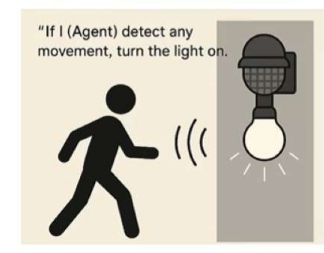 “If I (Agent) detect any
movement, turn the light on.